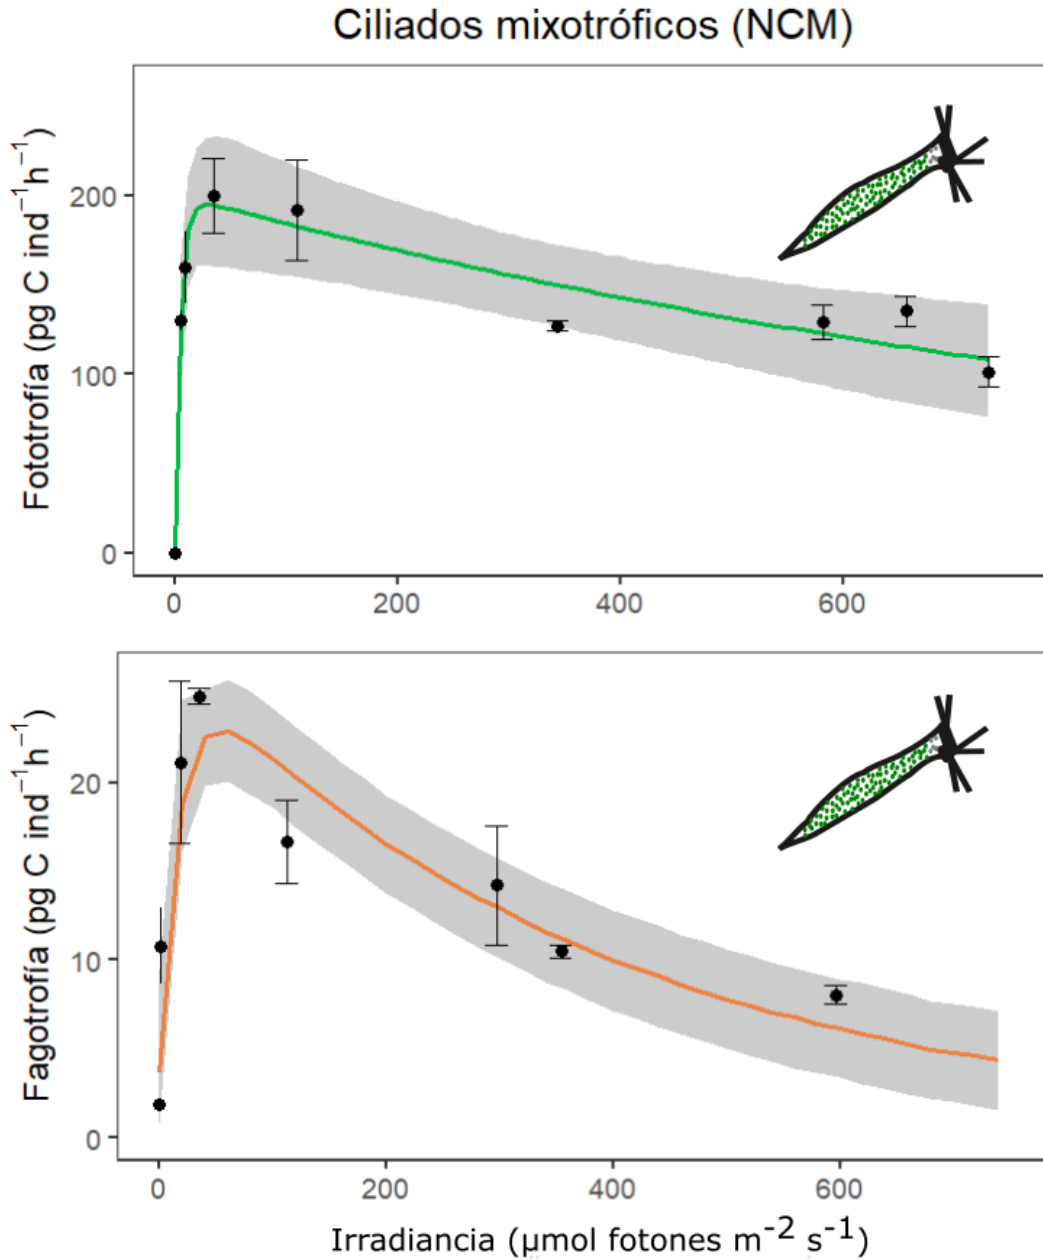 Ciliados mixotróficos (NCM)
Fototrofía (pg C ind⁻¹h⁻¹)
200
100
0
0 200 400 600
Fagotrofía (pg C ind⁻¹h⁻¹)
20
10
0
0 200 400 600
Irradiancia (µmol fotones m⁻² s⁻¹)